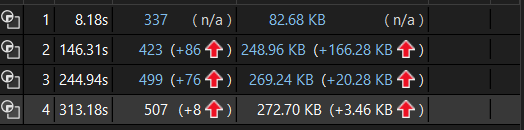 1 8.18s 337 ( n/a ) 82.68 KB ( n/a )
2 146.31s 423 (+86 ) 248.96 KB (+166.28 KB )
3 244.94s 499 (+76 ) 269.24 KB (+20.28 KB )
4 313.18s 507 (+8 ) 272.70 KB (+3.46 KB )